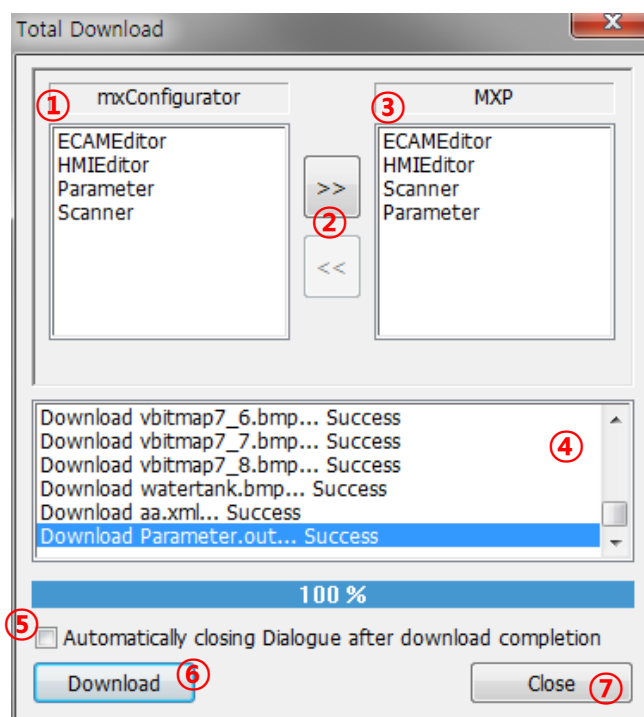 Total Download
① mxConfigurator
ECAMEditor
HMIEditor
Parameter
Scanner
>>
②
<<
③ MXP
ECAMEditor
HMIEditor
Scanner
Parameter
Download vbitmap7_6.bmp... Success
Download vbitmap7_7.bmp... Success
Download vbitmap7_8.bmp... Success
Download watertank.bmp... Success
Download aa.xml... Success
Download Parameter.out... Success
④
100 %
⑤ Automatically closing Dialogue after download completion
Download ⑥
Close ⑦